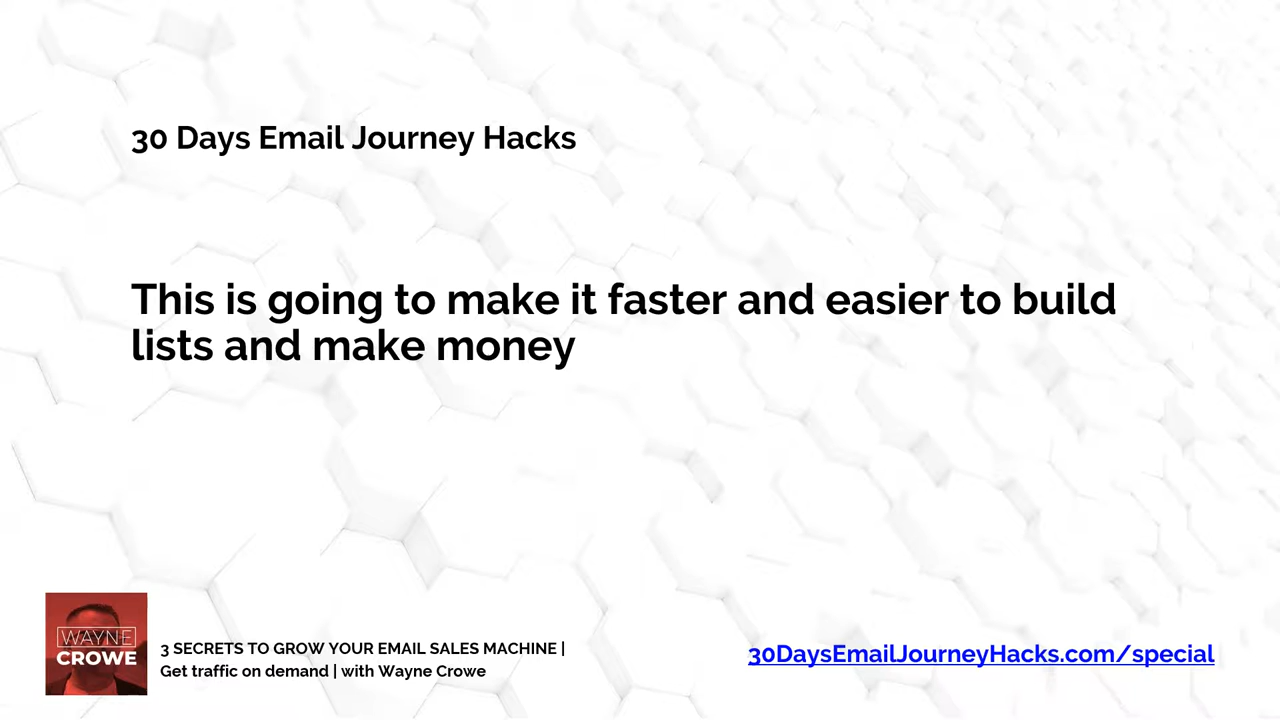 30 Days Email Journey Hacks
This is going to make it faster and easier to build
lists and make money
WAYNE
CROWE
3 SECRETS TO GROW YOUR EMAIL SALES MACHINE |
Get traffic on demand | with Wayne Crowe
30DaysEmailJourneyHacks.com/special